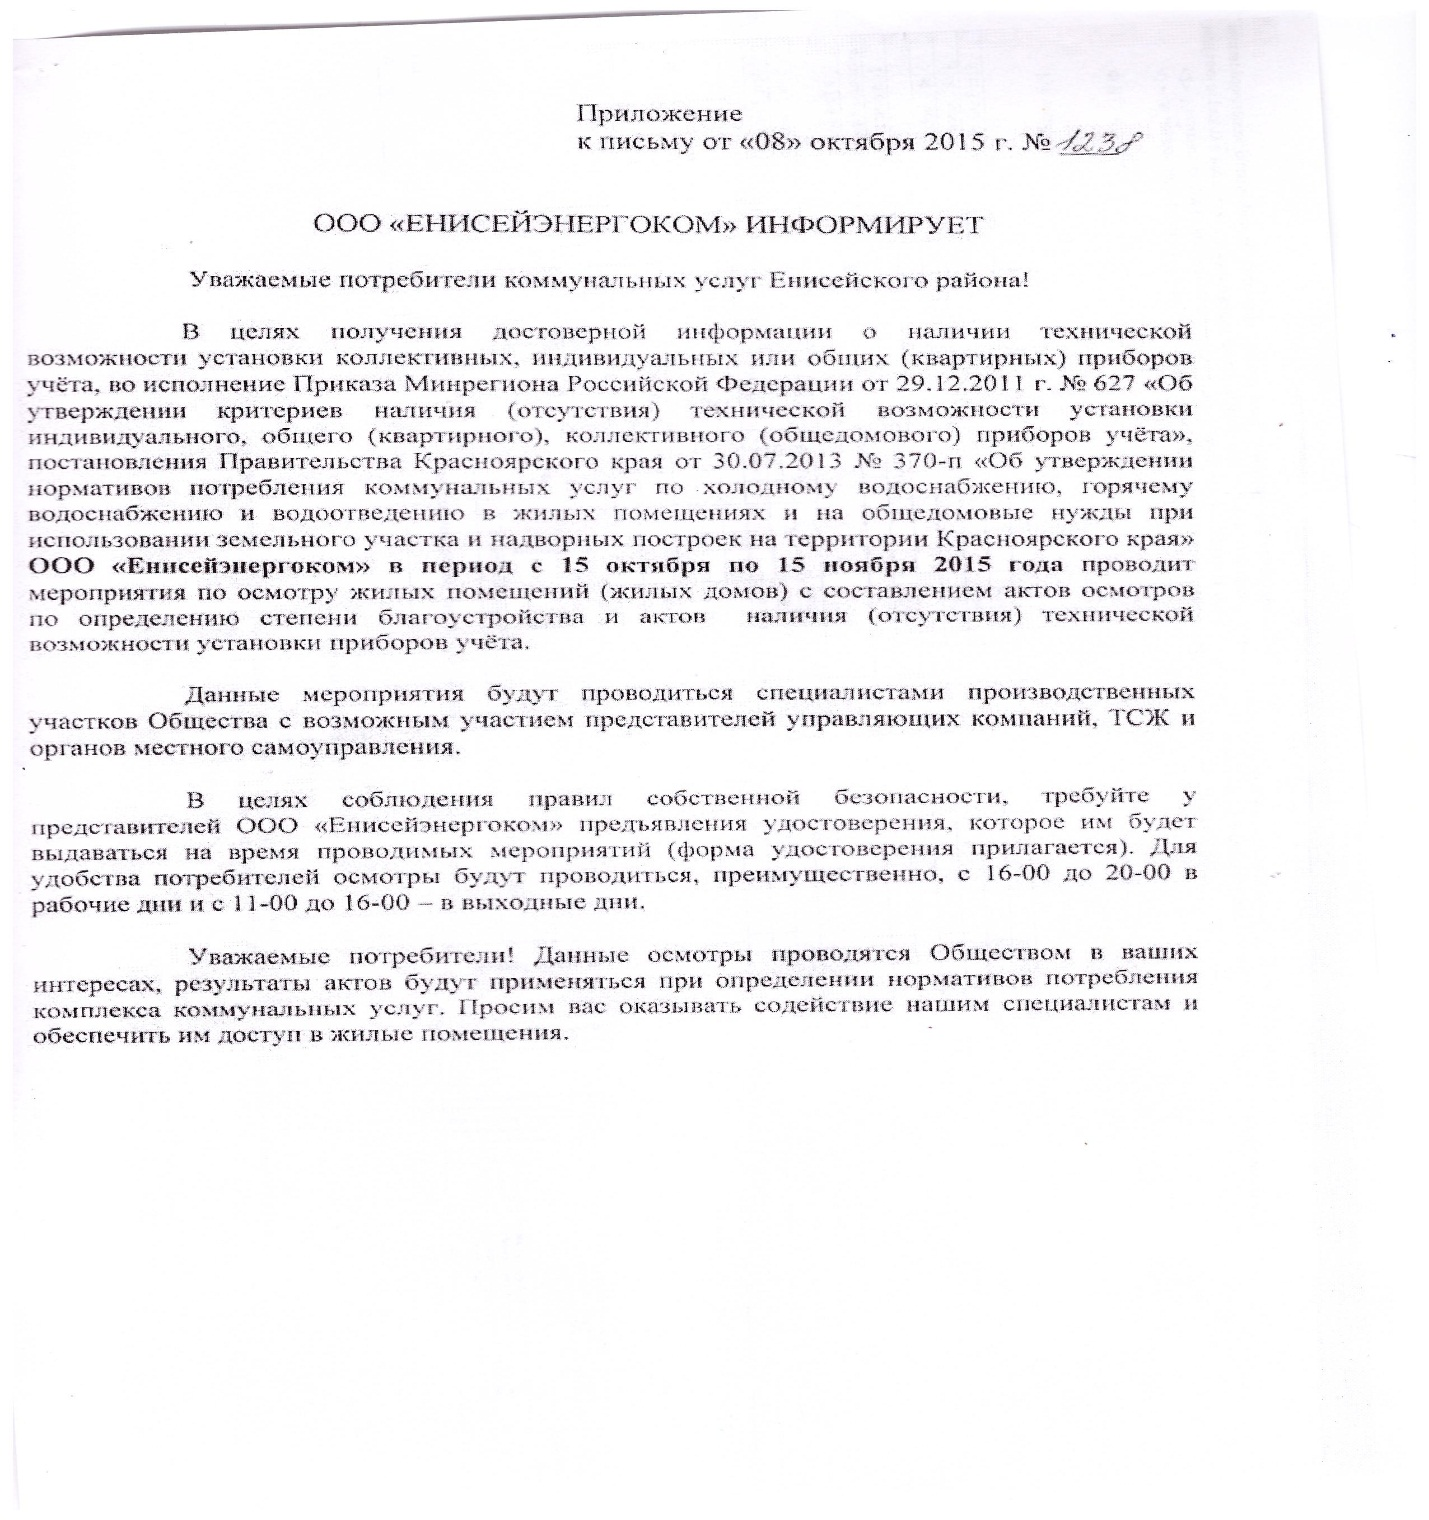 Приложение
к письму от «08» октября 2015 г. № 1238
ООО «ЕНИСЕЙЭНЕРГОКОМ» ИНФОРМИРУЕТ
Уважаемые потребители коммунальных услуг Енисейского района!
В целях получения достоверной информации о наличии технической
возможности установки коллективных, индивидуальных или общих (квартирных) приборов
учёта, во исполнение Приказа Минрегиона Российской Федерации от 29.12.2011 г. № 627 «Об
утверждении критериев наличия (отсутствия) технической возможности установки
индивидуального, общего (квартирного), коллективного (общедомового) приборов учёта»,
постановления Правительства Красноярского края от 30.07.2013 № 370-п «Об утверждении
нормативов потребления коммунальных услуг по холодному водоснабжению, горячему
водоснабжению и водоотведению в жилых помещениях и на общедомовые нужды при
использовании земельного участка и надворных построек на территории Красноярского края»
ООО «Енисейэнергоком» в период с 15 октября по 15 ноября 2015 года проводит
мероприятия по осмотру жилых помещений (жилых домов) с составлением актов осмотров
по определению степени благоустройства и актов наличия (отсутствия) технической
возможности установки приборов учёта.
Данные мероприятия будут проводиться специалистами производственных
участков Общества с возможным участием представителей управляющих компаний, ТСЖ и
органов местного самоуправления.
В целях соблюдения правил собственной безопасности, требуйте у
представителей ООО «Енисейэнергоком» предъявления удостоверения, которое им будет
выдаваться на время проводимых мероприятий (форма удостоверения прилагается). Для
удобства потребителей осмотры будут проводиться, преимущественно, с 16-00 до 20-00 в
рабочие дни и с 11-00 до 16-00 – в выходные дни.
Уважаемые потребители! Данные осмотры проводятся Обществом в ваших
интересах, результаты актов будут применяться при определении нормативов потребления
комплекса коммунальных услуг. Просим вас оказывать содействие нашим специалистам и
обеспечить им доступ в жилые помещения.